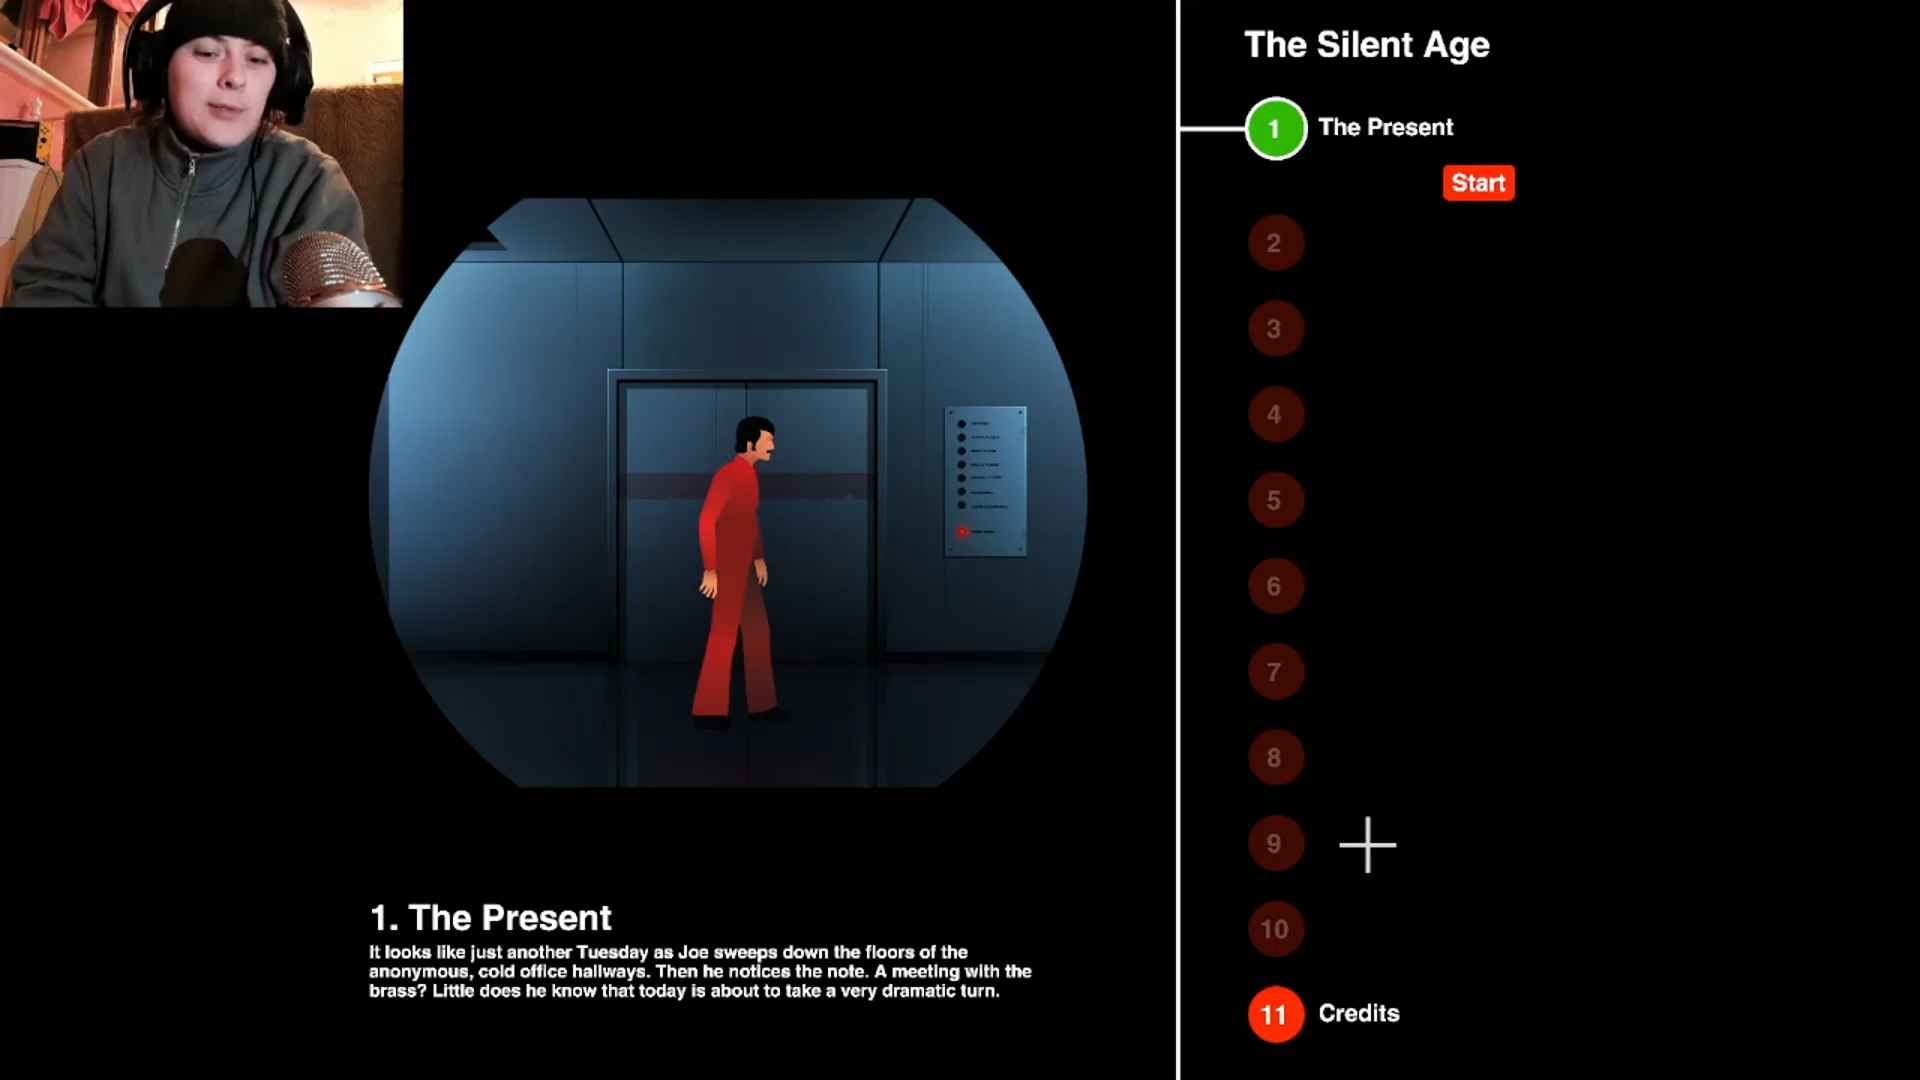 The Silent Age
1 The Present
Start
2
3
4
5
6
7
8
9
10
11 Credits
1. The Present
It looks like just another Tuesday as Joe sweeps down the floors of the
anonymous, cold office hallways. Then he notices the note. A meeting with the
brass? Little does he know that today is about to take a very dramatic turn.